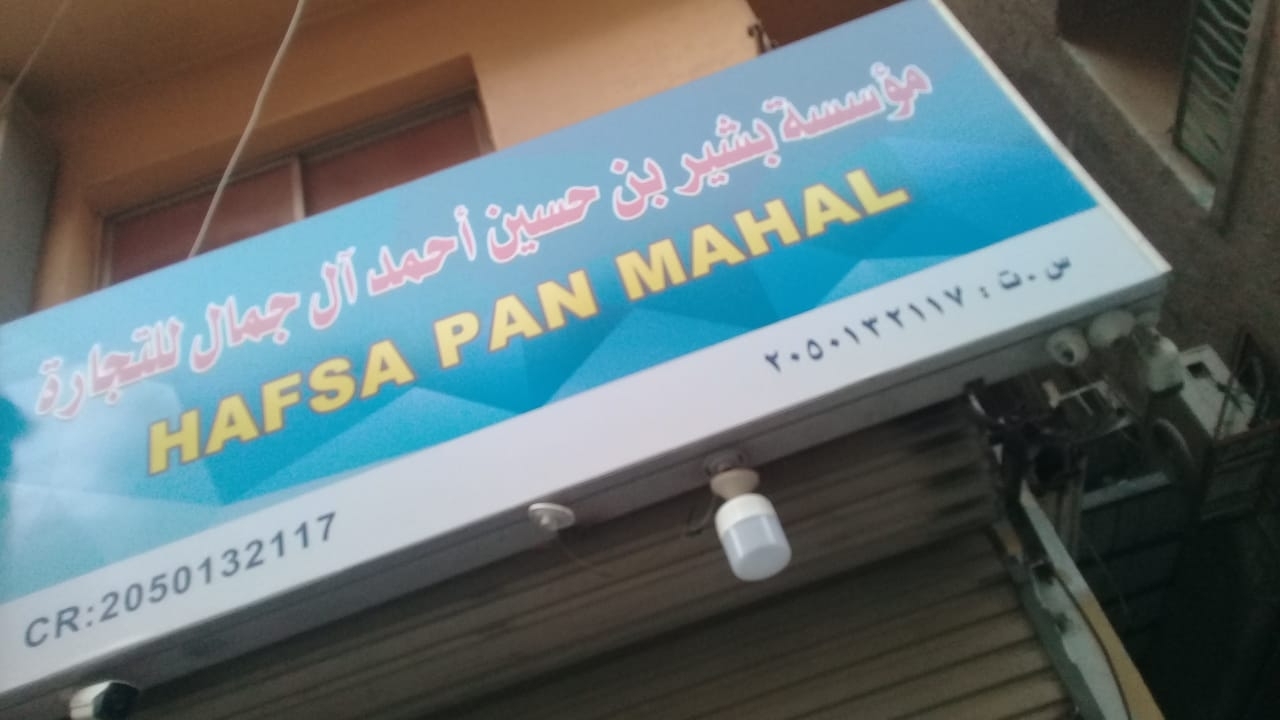 مؤسسة بشير بن حسين أحمد آل جمال للتجارة
HAFSA PAN MAHAL
س.ت : ٢٠٥٠١٣٢١١٧
CR:2050132117